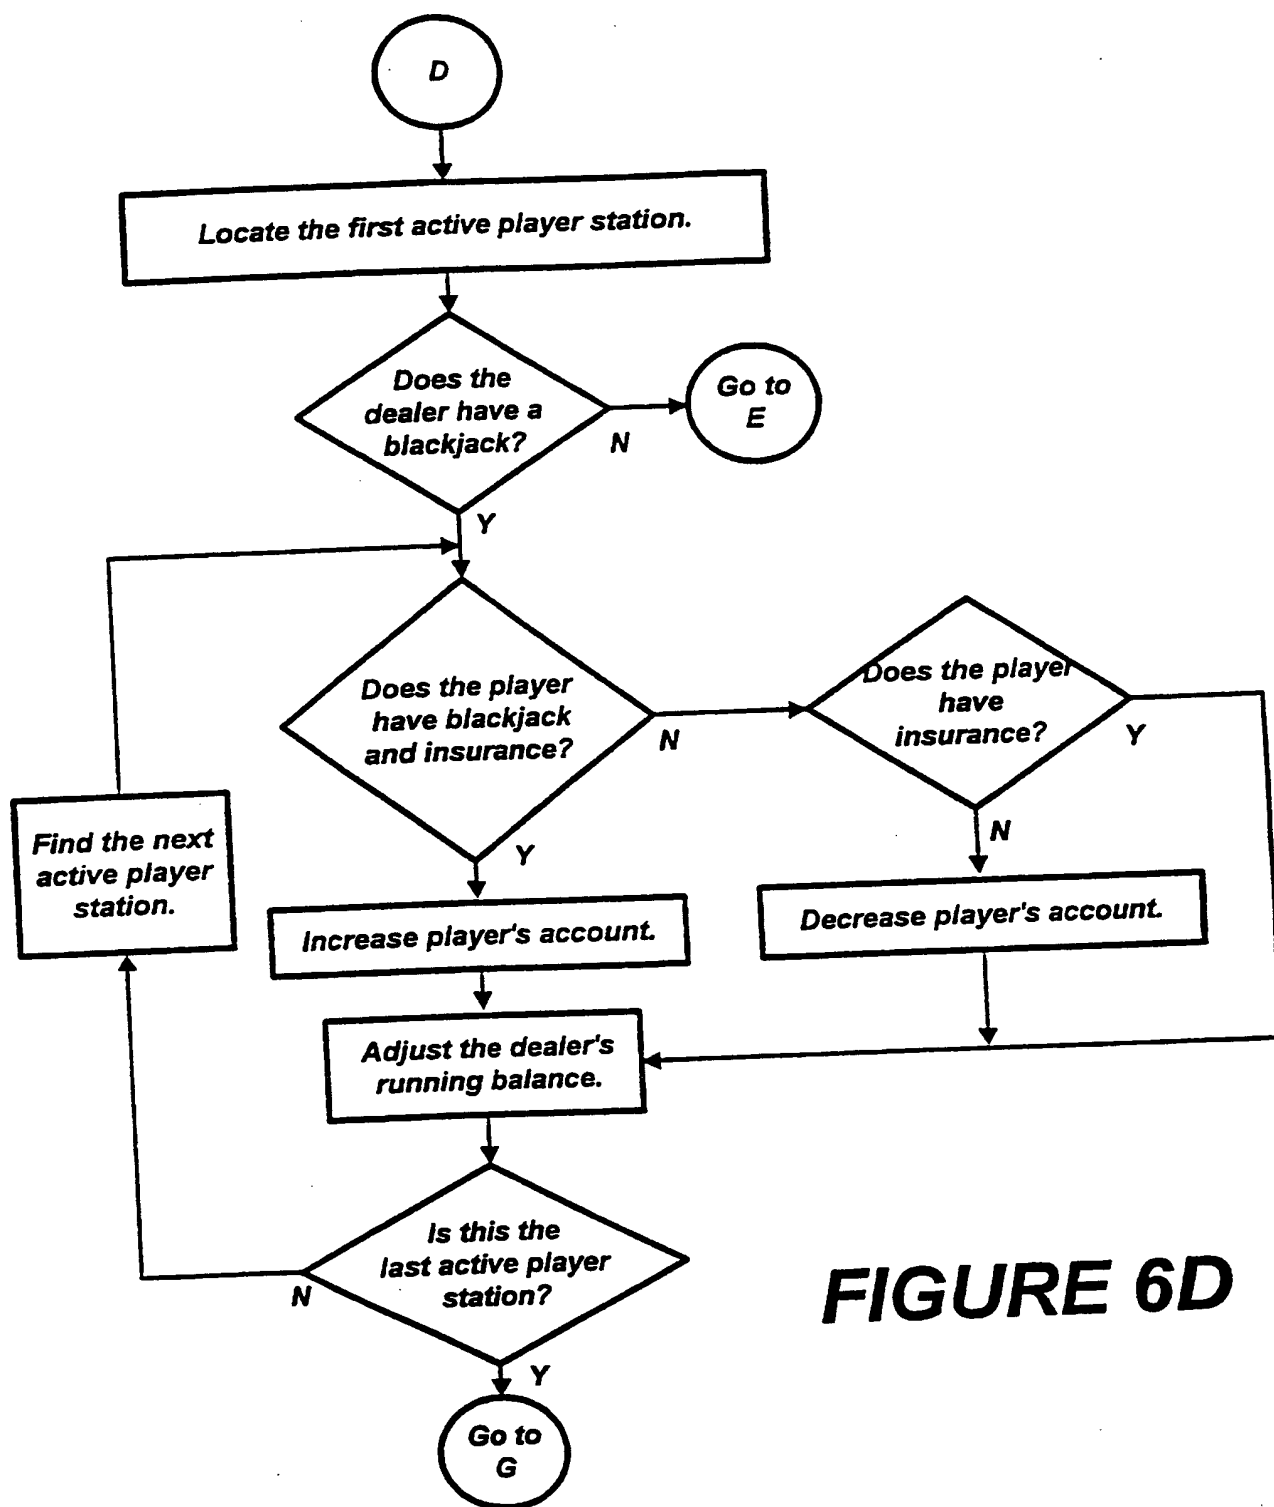 D
Locate the first active player station.
Does the
dealer have a
blackjack?
N
Go to
E
Y
Does the player
have blackjack
and insurance?
N
Does the player
have
insurance?
Y
N
Y
Find the next
active player
station.
Increase player's account.
Decrease player's account.
Adjust the dealer's
running balance.
Is this the
last active player
station?
N
Y
Go to
G
FIGURE 6D